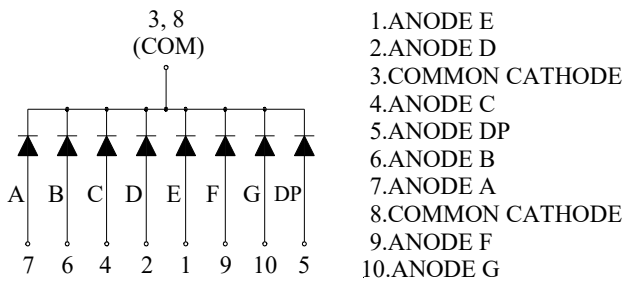 3, 8
(COM)
A B C D E F G DP
7 6 4 2 1 9 10 5
1.ANODE E
2.ANODE D
3.COMMON CATHODE
4.ANODE C
5.ANODE DP
6.ANODE B
7.ANODE A
8.COMMON CATHODE
9.ANODE F
10.ANODE G